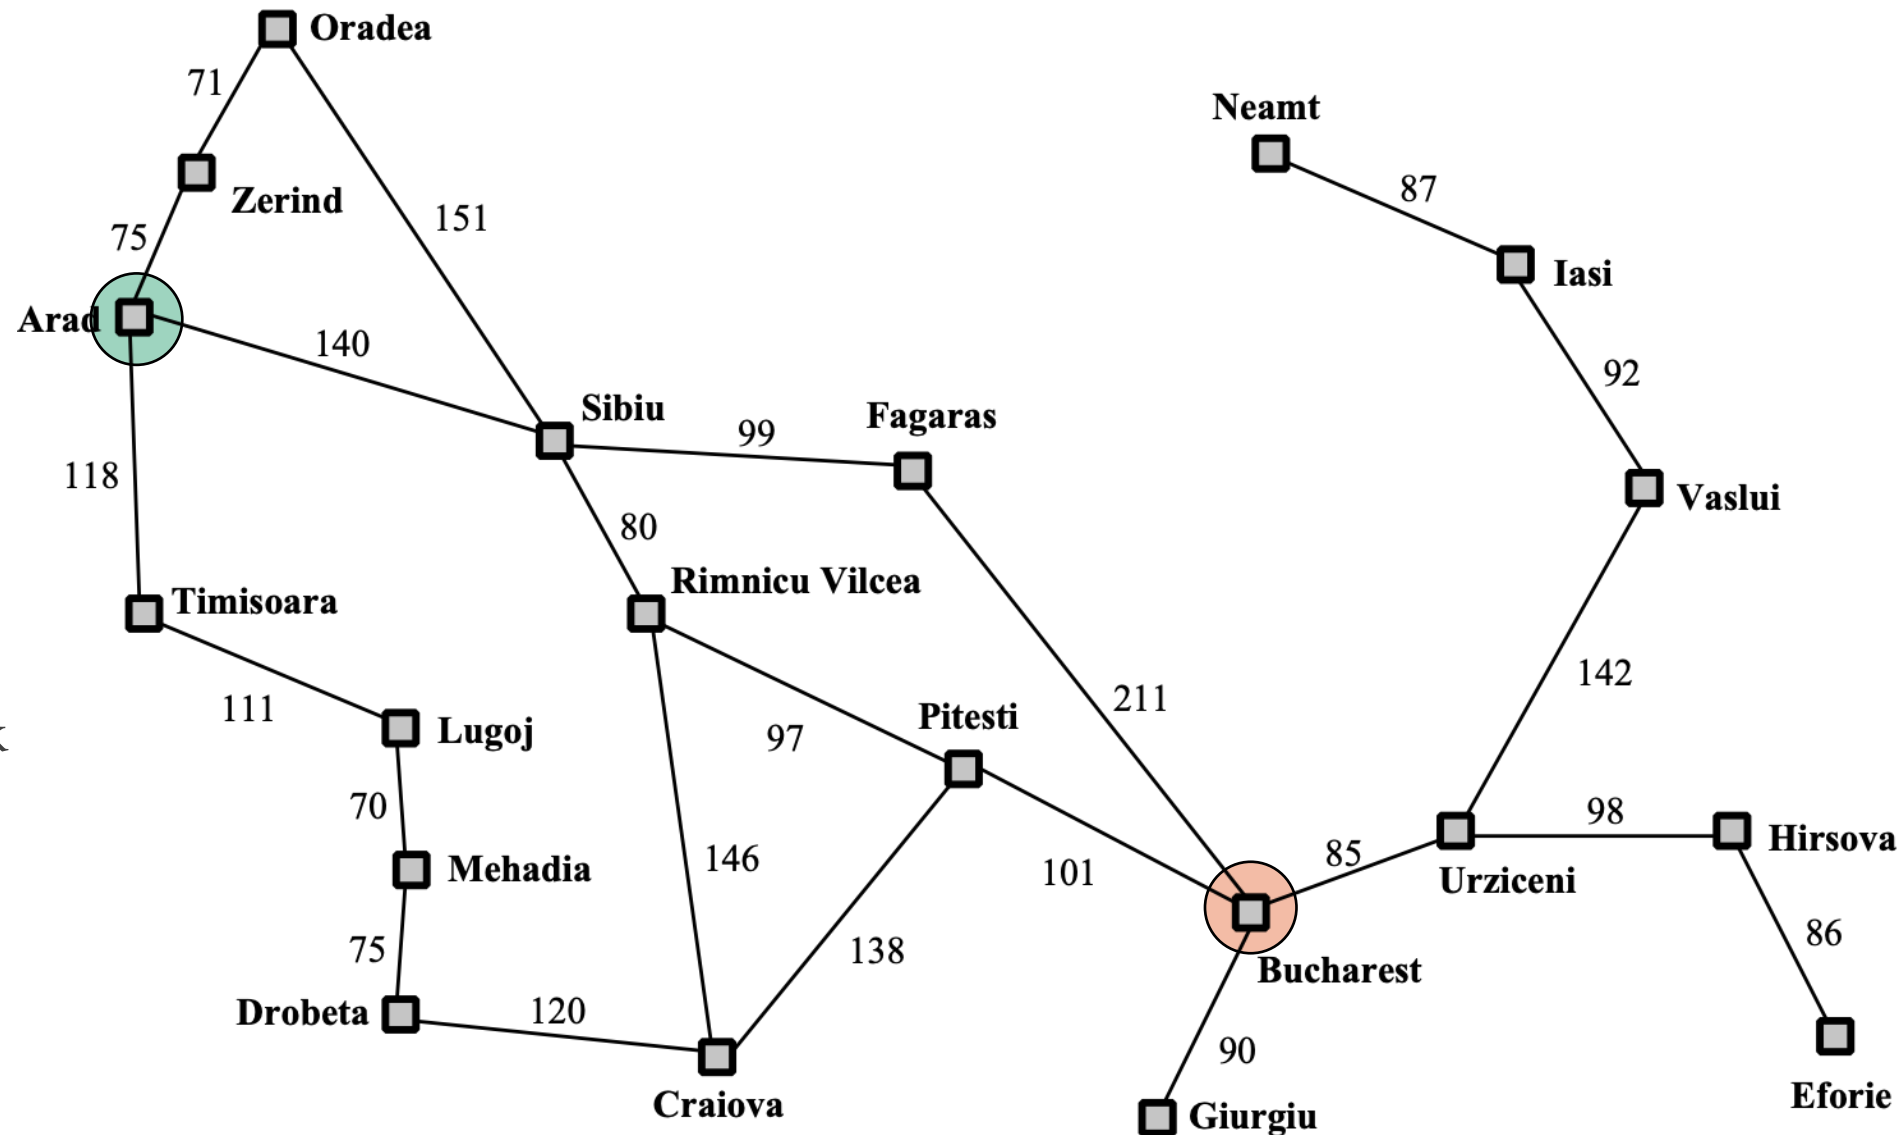 Oradea
71
Neamt
87
Zerind
151
75
Iasi
Arad
140
92
Sibiu
Fagaras
99
118
Vaslui
80
Rimnicu Vilcea
Timisoara
142
211
111
Pitesti
Lugoj
97
k
70
98
Hirsova
85
Mehadia
146
101
Urziceni
86
75
138
Bucharest
Drobeta
120
90
Eforie
Craiova
Giurgiu